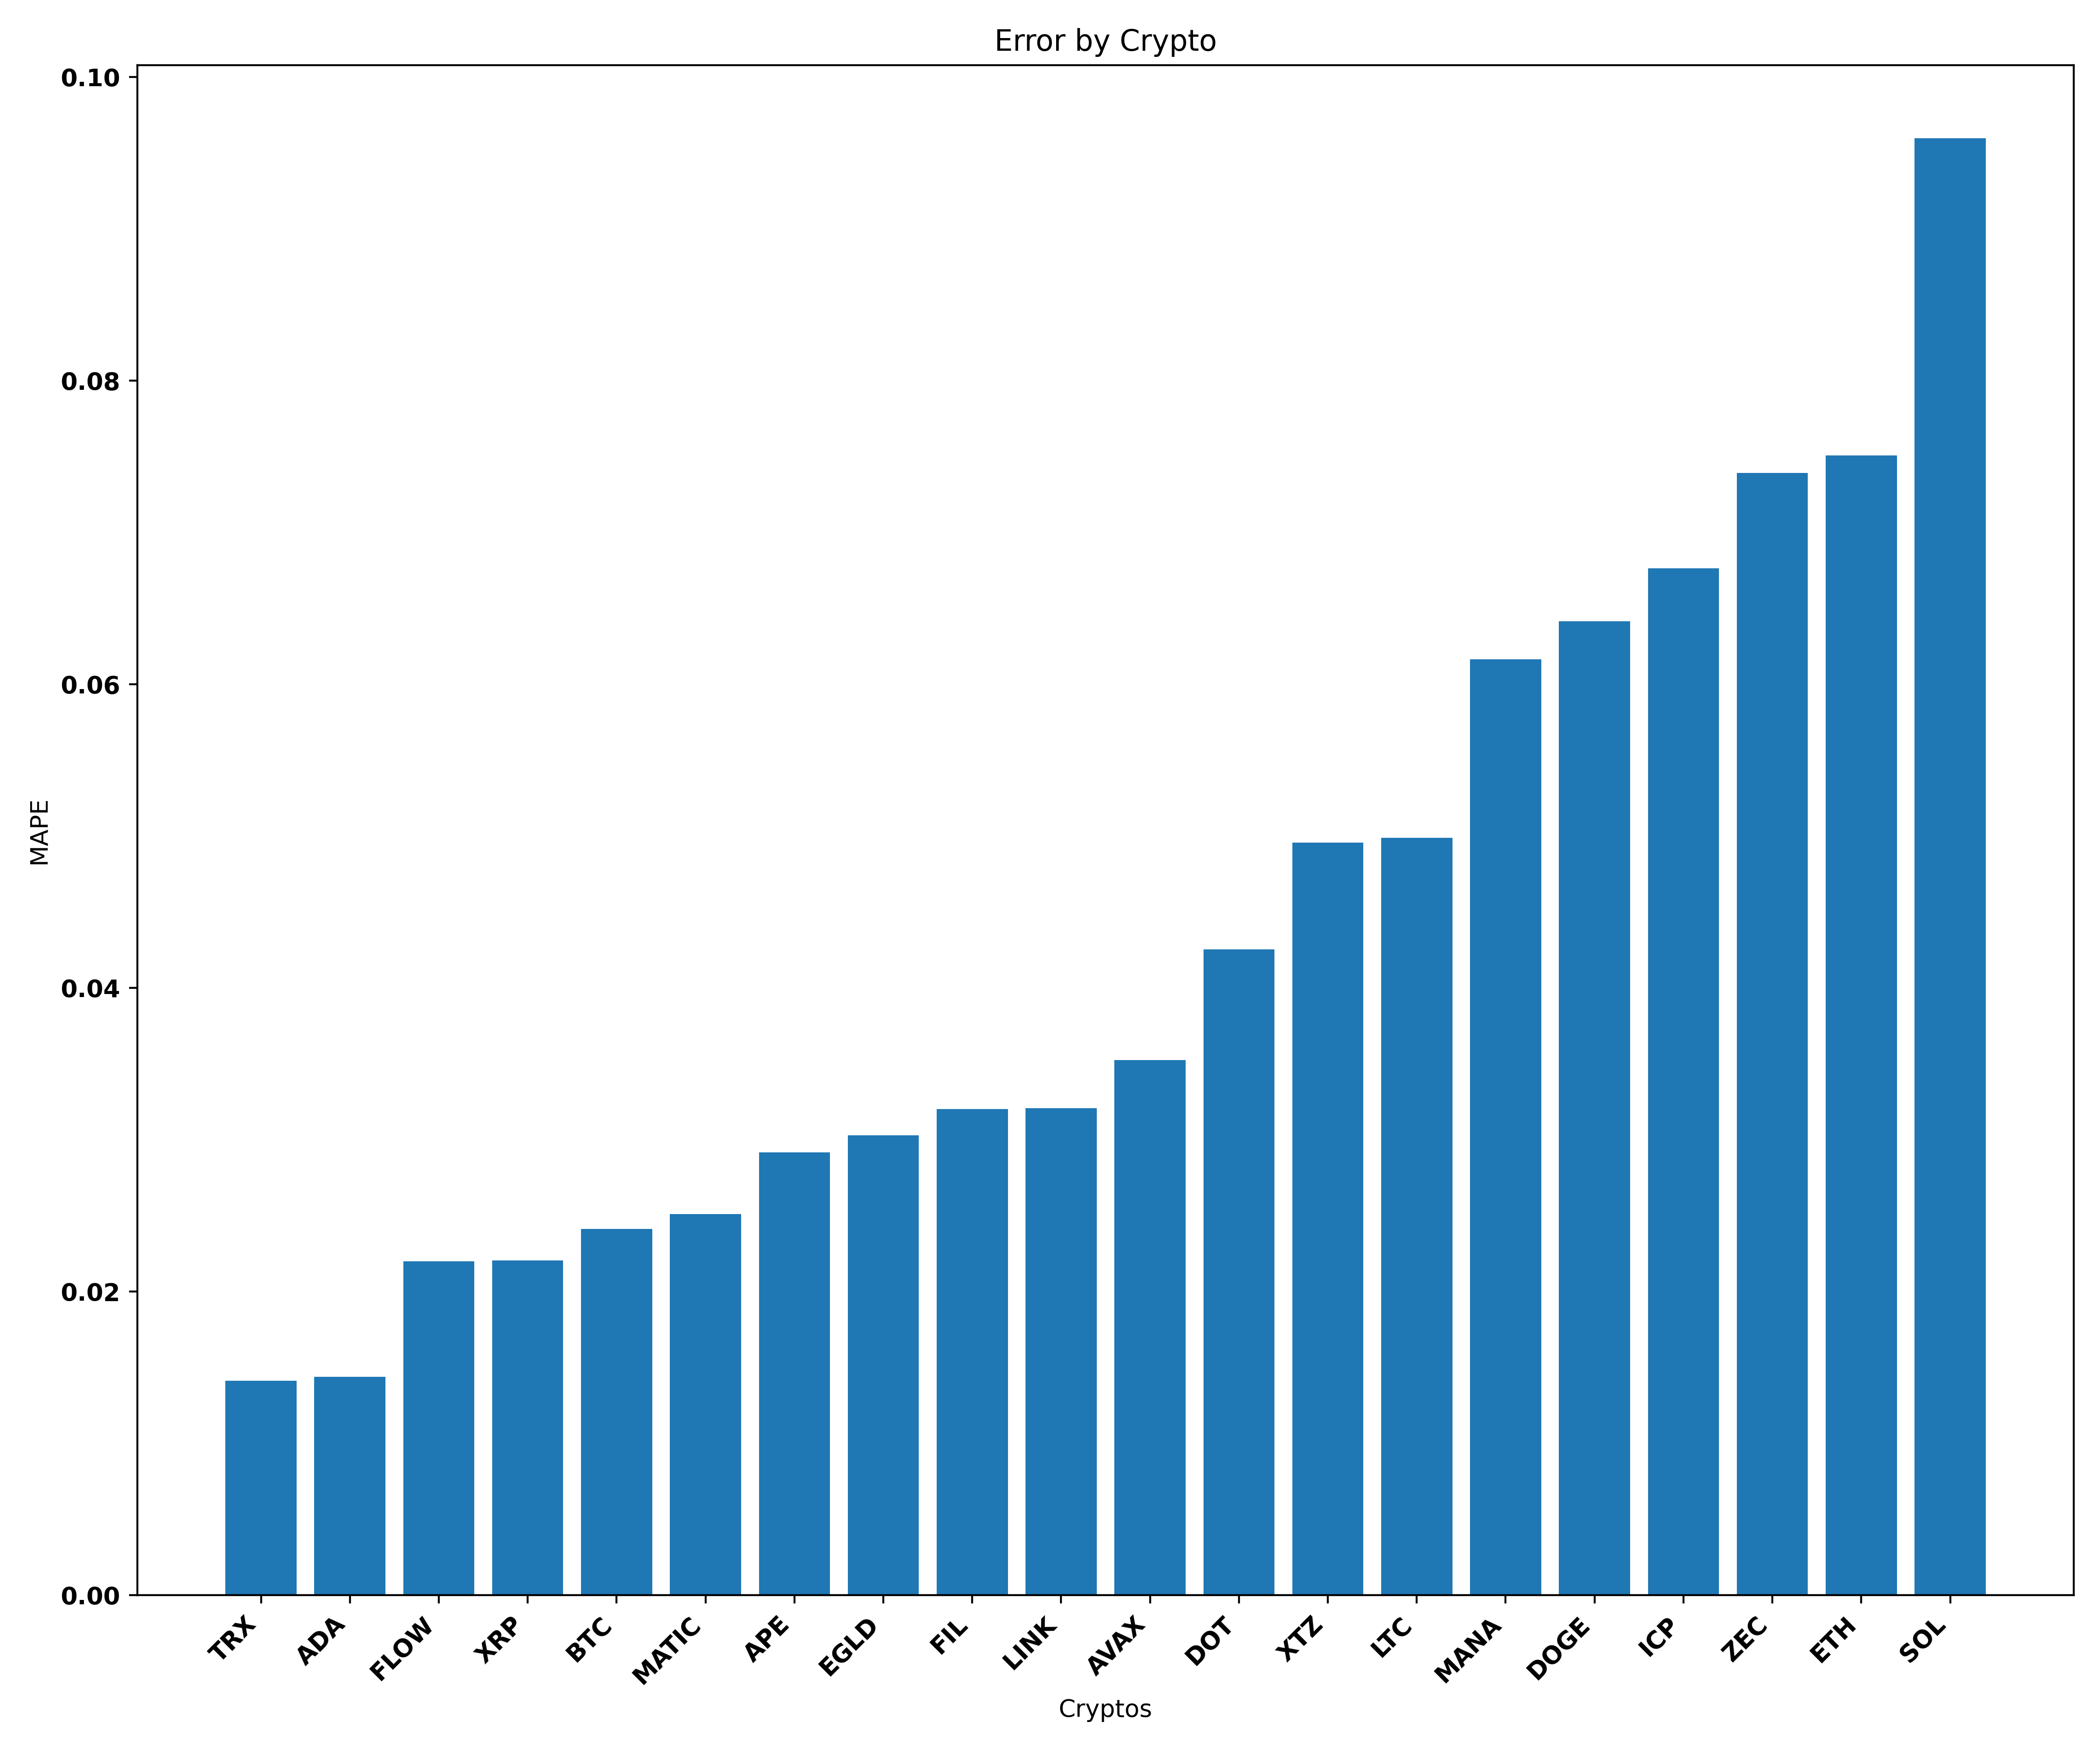 Error by Crypto
0.10
0.08
0.06
0.04
0.02
0.00
MAPE
TRX
ADA
FLOW
XRP
BTC
MATIC
APE
EGLD
FIL
LINK
AVAX
DOT
XTZ
LTC
MANA
DOGE
ICP
ZEC
ETH
SOL
Cryptos